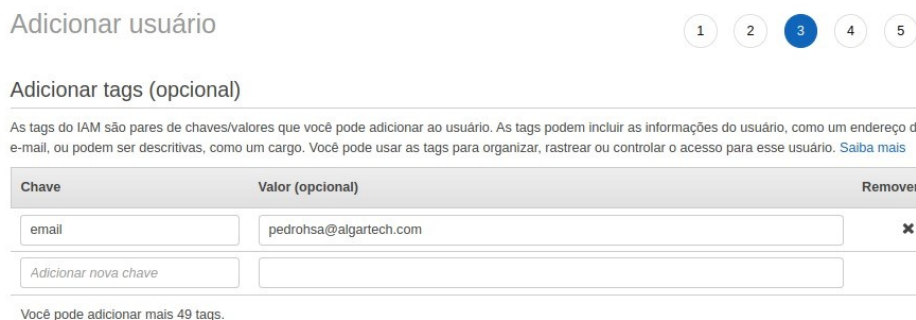 Adicionar usuário
1 2 3 4 5
Adicionar tags (opcional)
As tags do IAM são pares de chaves/valores que você pode adicionar ao usuário. As tags podem incluir as informações do usuário, como um endereço d
e-mail, ou podem ser descritivas, como um cargo. Você pode usar as tags para organizar, rastrear ou controlar o acesso para esse usuário. Saiba mais
Chave Valor (opcional) Remover
email pedrohsa@algartech.com ✖
Adicionar nova chave
Você pode adicionar mais 49 tags.